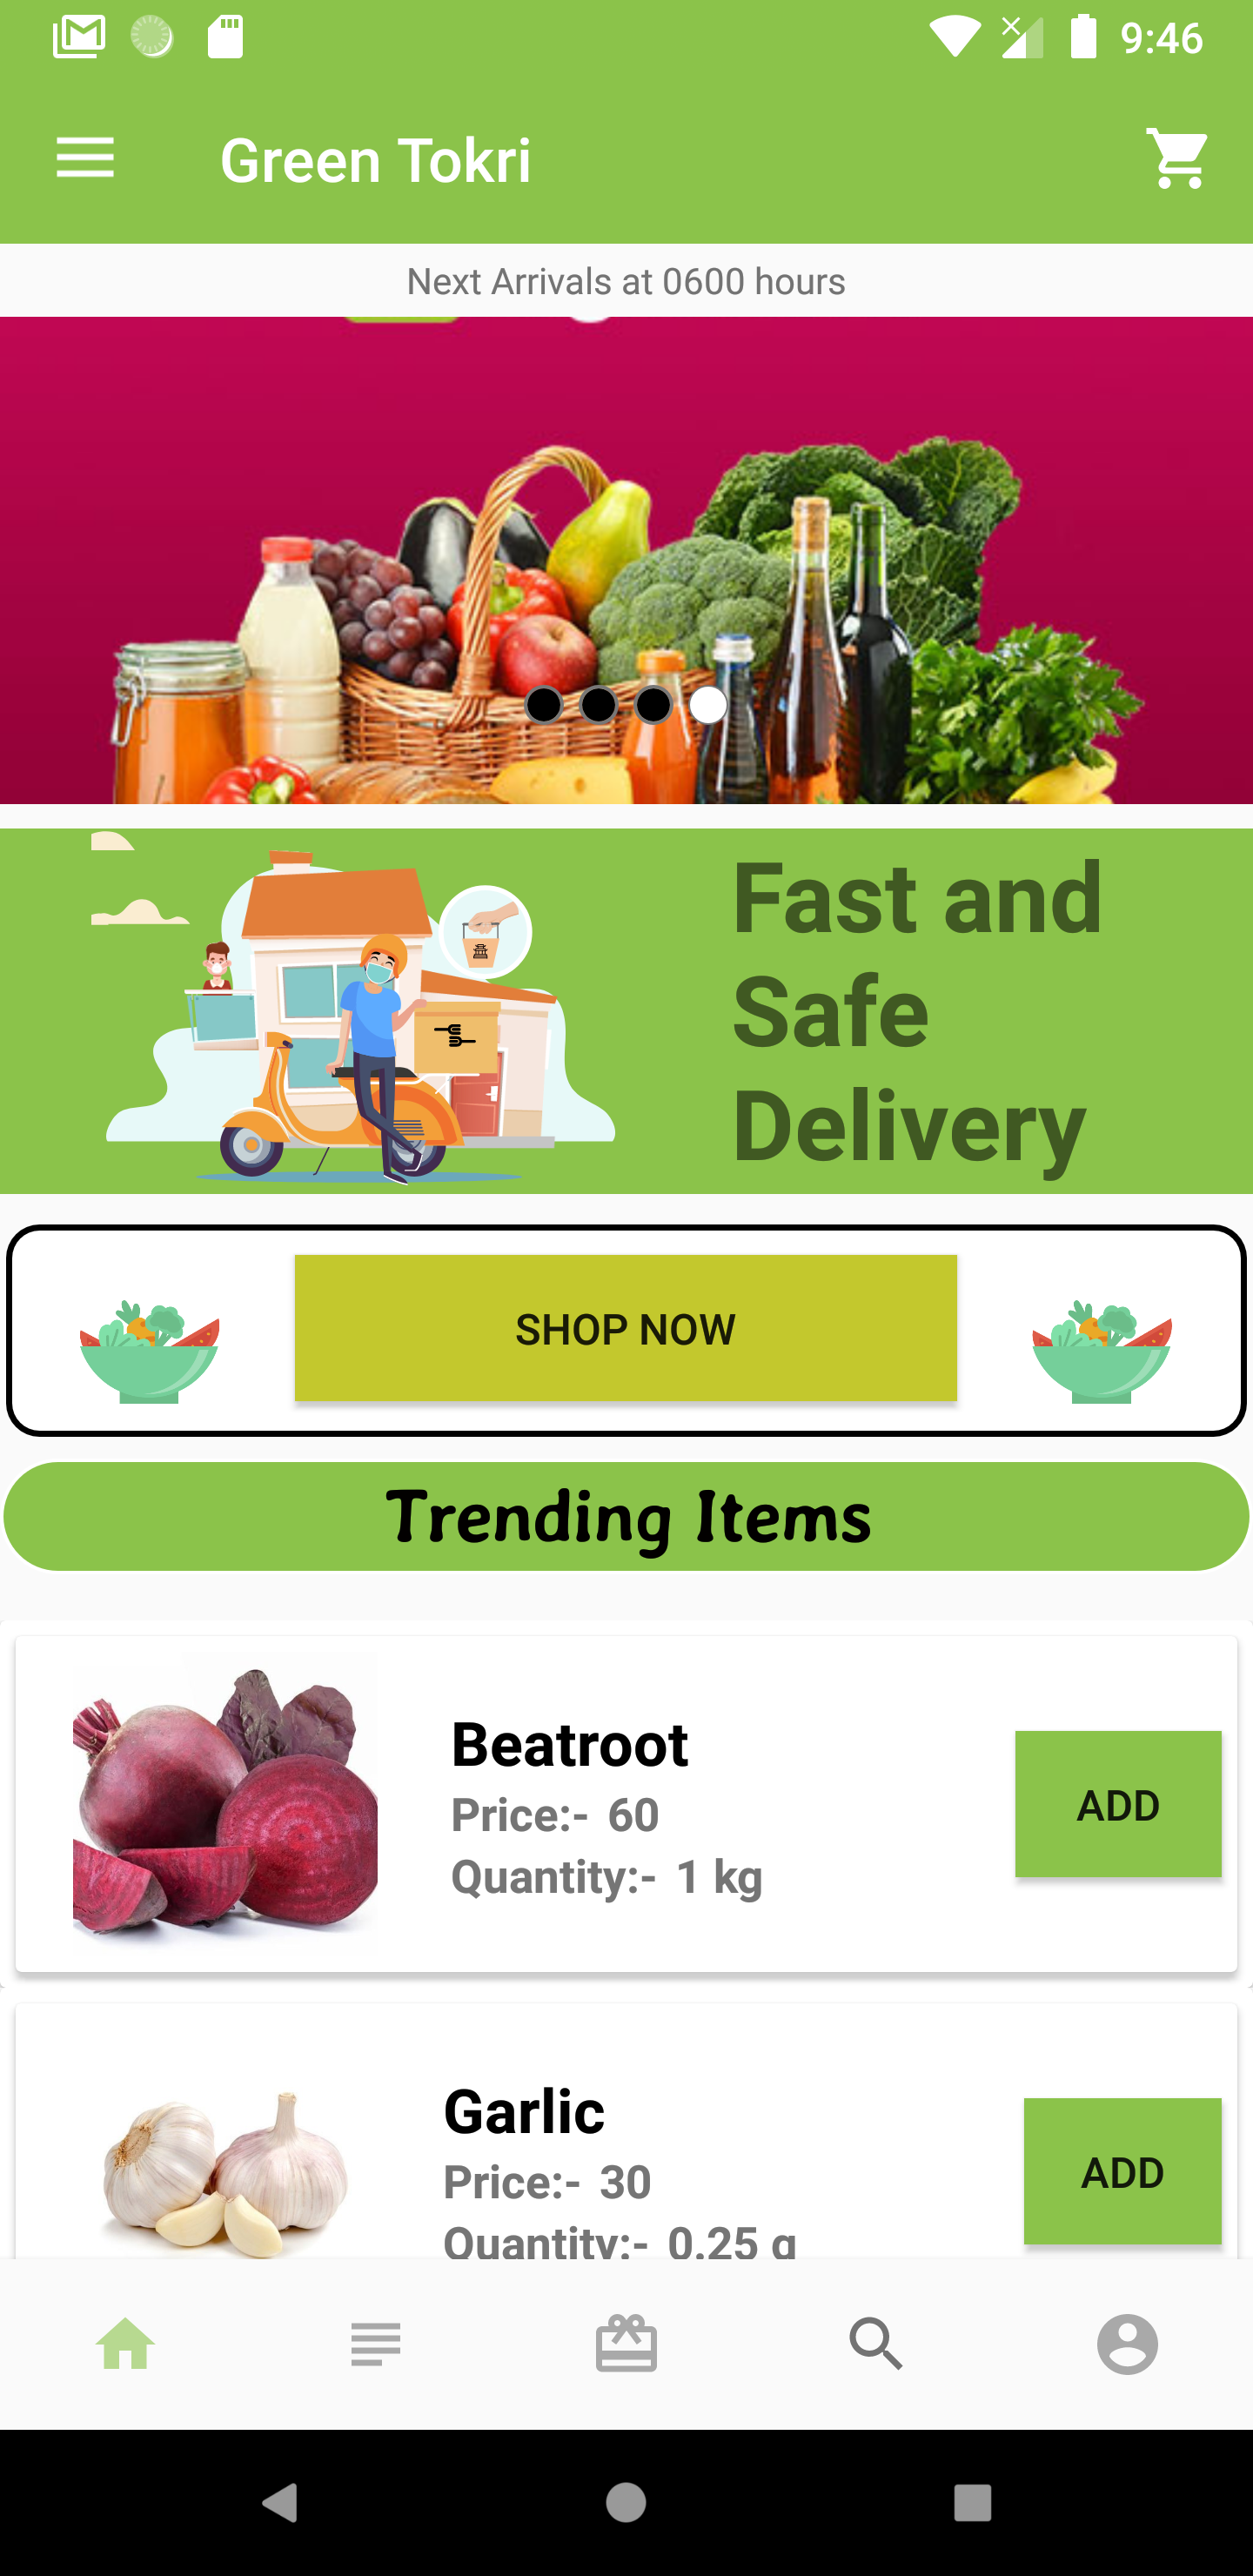 9:46
Green Tokri
Next Arrivals at 0600 hours
Fast and
Safe
Delivery
SHOP NOW
Trending Items
Beatroot
Price:- 60
Quantity:- 1 kg
ADD
Garlic
Price:- 30
Quantity:- 0.25 g
ADD